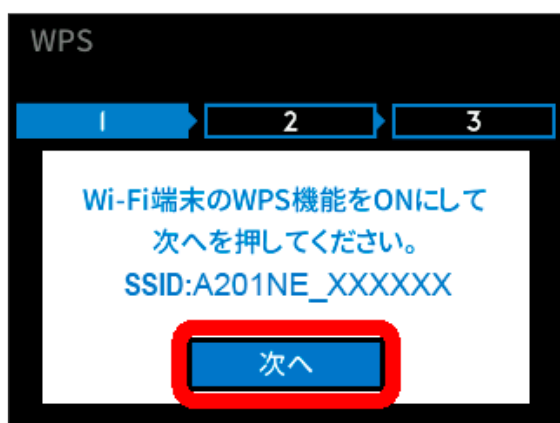 WPS
1 2 3
Wi-Fi端末のWPS機能をONにして
次へを押してください。
SSID:A201NE_XXXXXX
次へ